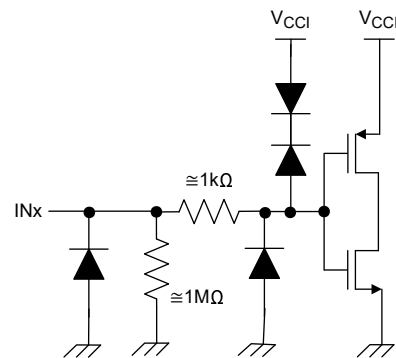 VCCI
VCCI
≅1kΩ
INx
≅1MΩ